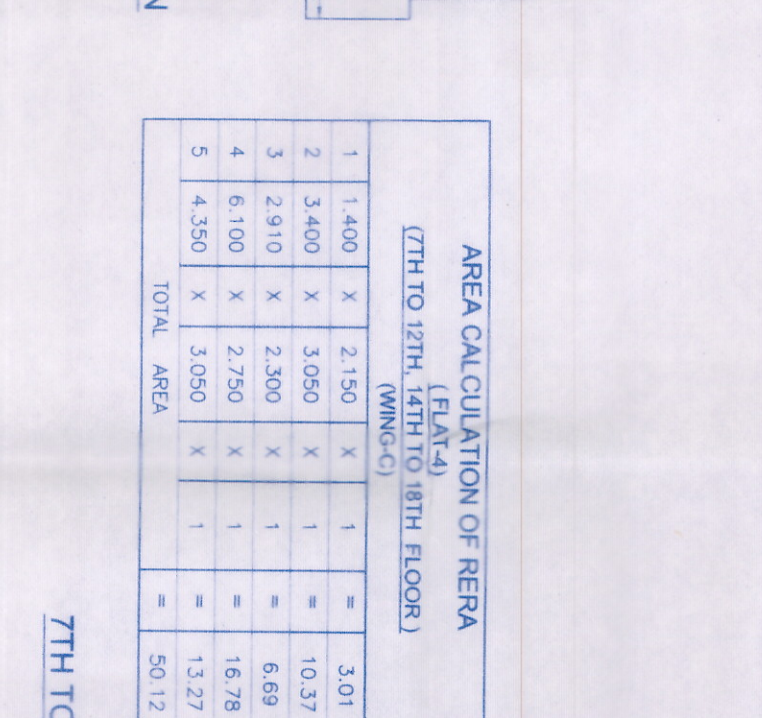 AREA CALCULATION OF RERA
( FLAT-4)
(7TH TO 12TH, 14TH TO 18TH FLOOR )
(WING-C)
1 1.400 X 2.150 X 1 = 3.01
2 3.400 X 3.050 X 1 = 10.37
3 2.910 X 2.300 X 1 = 6.69
4 6.100 X 2.750 X 1 = 16.78
5 4.350 X 3.050 X 1 = 13.27
TOTAL AREA = 50.12
7TH TO
N